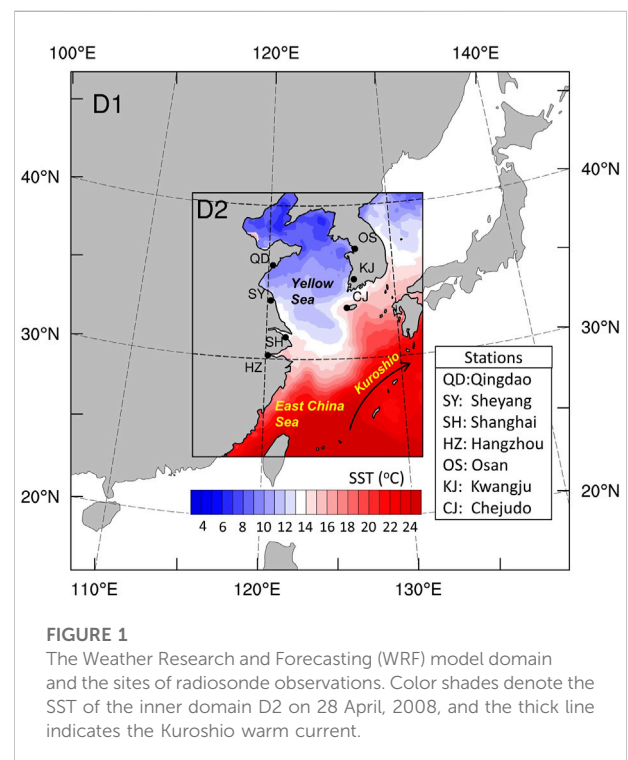 100°E 120°E 140°E
D1
40°N 40°N
D2
OS
QD
KJ
Yellow
Sea
SY
CJ
30°N 30°N
SH
HZ
Kuroshio
East China
Sea
Stations
QD:Qingdao
SY: Sheyang
SH: Shanghai
HZ: Hangzhou
OS: Osan
KJ: Kwangju
CJ: Chejudo
SST (°C)
4 6 8 10 12 14 16 18 20 22 24
20°N 20°N
110°E 120°E 130°E
FIGURE 1
The Weather Research and Forecasting (WRF) model domain
and the sites of radiosonde observations. Color shades denote the
SST of the inner domain D2 on 28 April, 2008, and the thick line
indicates the Kuroshio warm current.